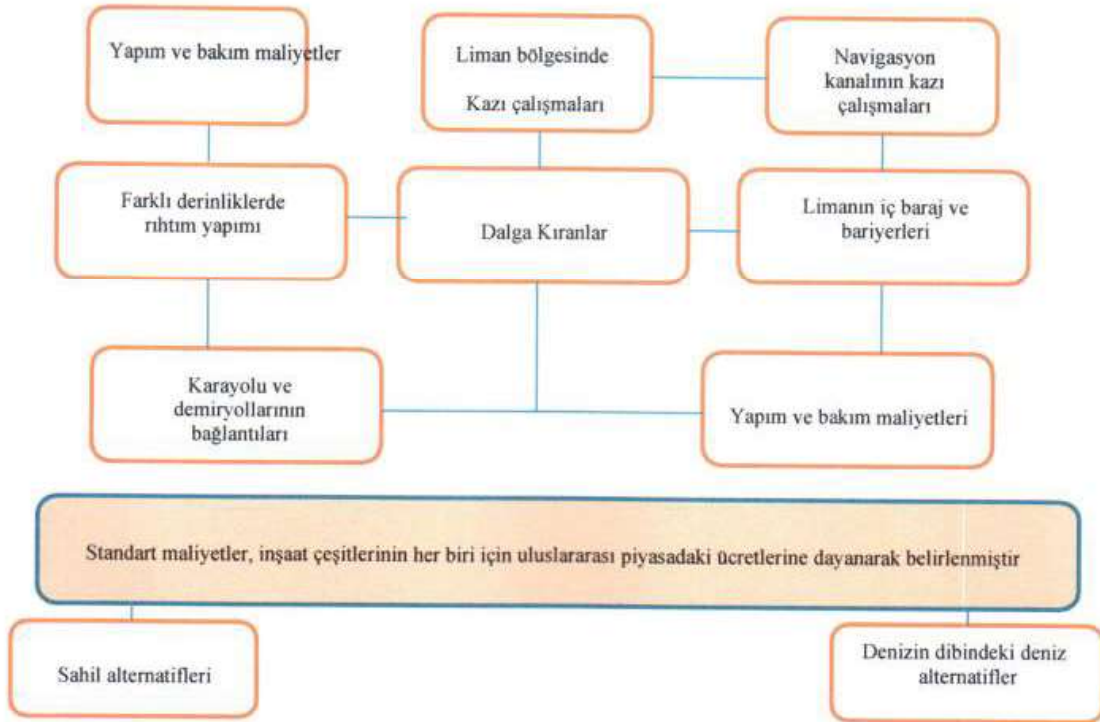 Yapım ve bakım maliyetler
Liman bölgesinde
Kazı çalışmaları
Navigasyon
kanalının kazı
çalışmaları
Farklı derinliklerde
rıhtım yapımı
Dalga Kıranlar
Limanın iç baraj ve
bariyerleri
Karayolu ve
demiryollarının
bağlantıları
Yapım ve bakım maliyetleri
Standart maliyetler, inşaat çeşitlerinin her biri için uluslararası piyasadaki ücretlerine dayanarak belirlenmiştir
Sahil alternatifleri
Denizin dibindeki deniz
alternatifler